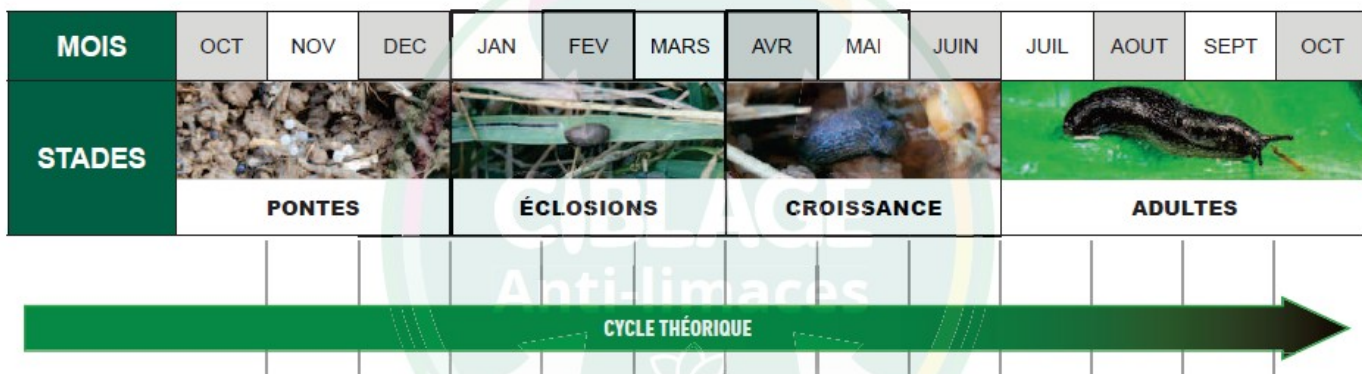 MOIS OCT NOV DEC JAN FEV MARS AVR MAI JUIN JUIL AOUT SEPT OCT
STADES
PONTES ÉCLOSIONS CROISSANCE ADULTES
CIBLAGE
Anti-limaces
CYCLE THÉORIQUE